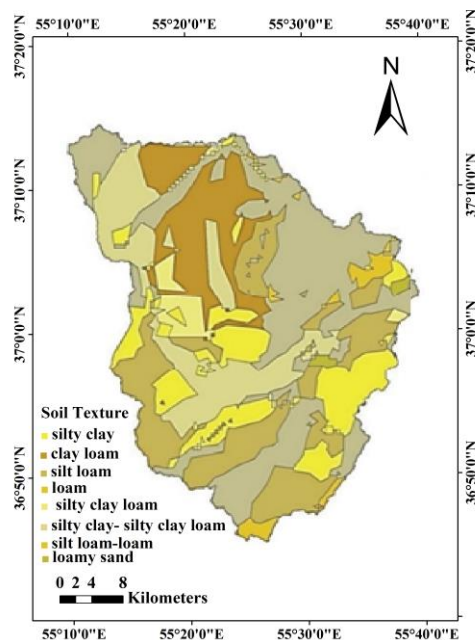 55°10'0"E 55°20'0"E 55°30'0"E 55°40'0"E
37°20'0"N
37°20'0"N
N
37°10'0"N
37°10'0"N
37°0'0"N
37°0'0"N
Soil Texture
silty clay
clay loam
silt loam
loam
silty clay loam
silty clay- silty clay loam
silt loam-loam
loamy sand
36°50'0"N
36°50'0"N
0 2 4 8
Kilometers
55°10'0"E 55°20'0"E 55°30'0"E 55°40'0"E